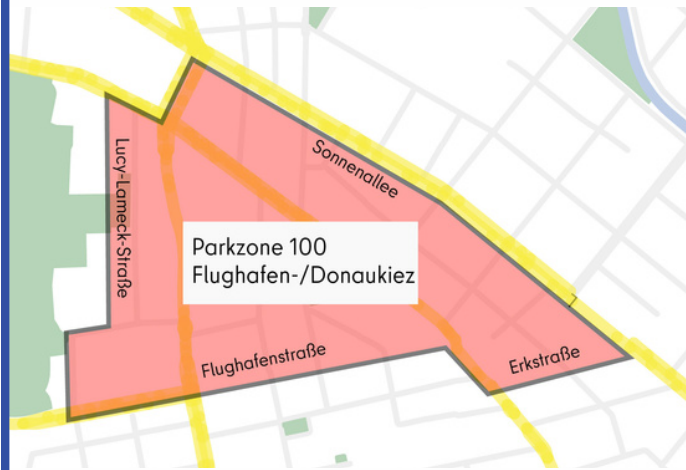 Sonnenallee
Lucy-Lameck-Straße
Parkzone 100
Flughafen-/Donaukiez
Flughafenstraße
Erkstraße